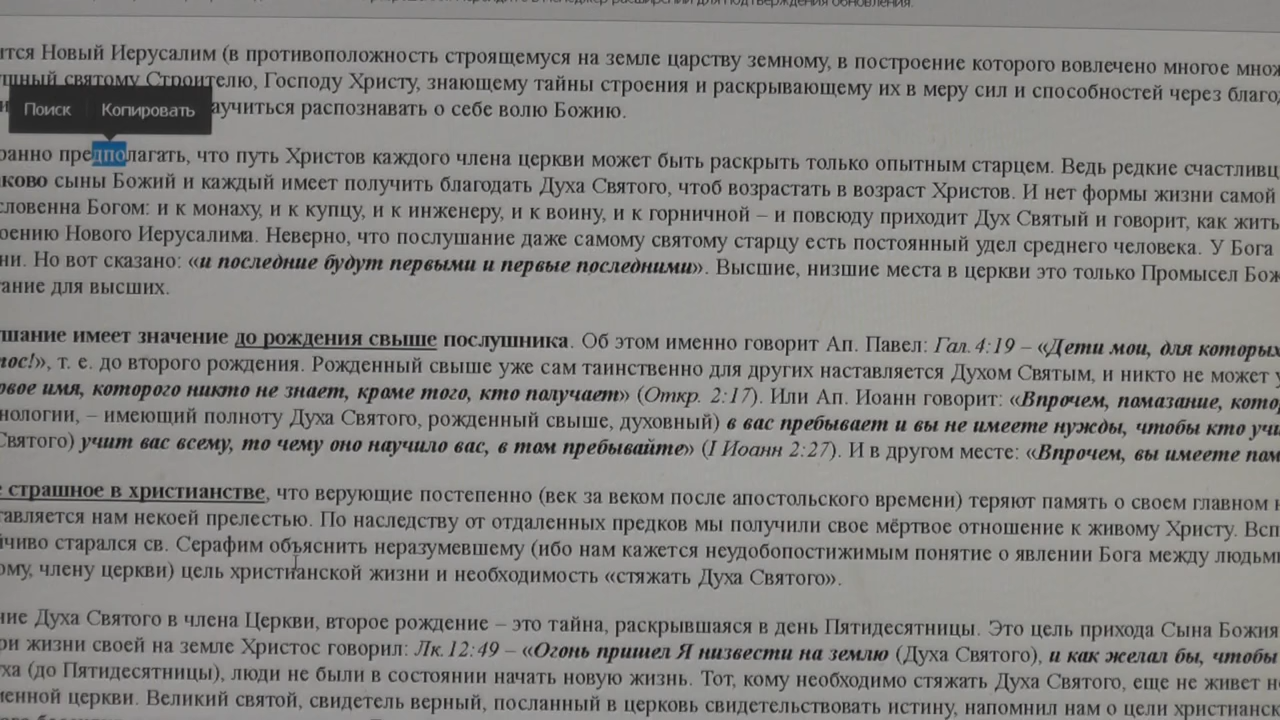 для подтверждения обновления.
ится Новый Иерусалим (в противоположность строящемуся на земле царству земному, в построение которого вовлечено многое множ
ушный святому Строителю, Господу Христу, знающему тайны строения и раскрывающему их в меру сил и способностей через благо
Поиск Копировать
аучиться распознавать о себе волю Божию.
ранно предполагать, что путь Христов каждого члена церкви может быть раскрыть только опытным старцем. Ведь редкие счастливц
аково сыны Божий и каждый имеет получить благодать Духа Святого, чтоб возрастать в возраст Христов. И нет формы жизни самой
словенна Богом: и к монаху, и к купцу, и к инженеру, и к воину, и к горничной – и повсюду приходит Дух Святый и говорит, как жить
оению Нового Иерусалима. Неверно, что послушание даже самому святому старцу есть постоянный удел среднего человека. У Бога
ни. Но вот сказано: «и последние будут первыми и первые последними». Высшие, низшие места в церкви это только Промысел Бож
тание для высших.
шание имеет значение до рождения свыше послушника. Об этом именно говорит Ап. Павел: Гал. 4:19 – «Дети мои, для которых
тос!», т. е. до второго рождения. Рожденный свыше уже сам таинственно для других наставляется Духом Святым, и никто не может у
овое имя, которого никто не знает, кроме того, кто получает» (Откр. 2:17). Или Ап. Иоанн говорит: «Впрочем, помазание, кото
нологии, – имеющий полноту Духа Святого, рожденный свыше, духовный) в вас пребывает и вы не имеете нужды, чтобы кто учи
Святого) учит вас всему, то чему оно научило вас, в том пребывайте» (I Иоанн 2:27). И в другом месте: «Впрочем, вы имеете пом
е страшное в христианстве, что верующие постепенно (век за веком после апостольского времени) теряют память о своем главном
тавляется нам некоей прелестью. По наследству от отдаленных предков мы получили свое мёртвое отношение к живому Христу. Всп
йчиво старался св. Серафим объяснить неразумевшему (ибо нам кажется неудобопостижимым понятие о явлении Бога между людьми
ому, члену церкви) цель христианской жизни и необходимость «стяжать Духа Святого».
ние Духа Святого в члена Церкви, второе рождение – это тайна, раскрывшаяся в день Пятидесятницы. Это цель прихода Сына Божия
ри жизни своей на земле Христос говорил: Лк. 12:49 – «Огонь пришел Я низвести на землю (Духа Святого), и как желал бы, чтобы
уха (до Пятидесятницы), люди не были в состоянии начать новую жизнь. Тот, кому необходимо стяжать Духа Святого, еще не живет
менной церкви. Великий святой, свидетель верный, посланный в церковь свидетельствовать истину, напомнил нам о цели христианск